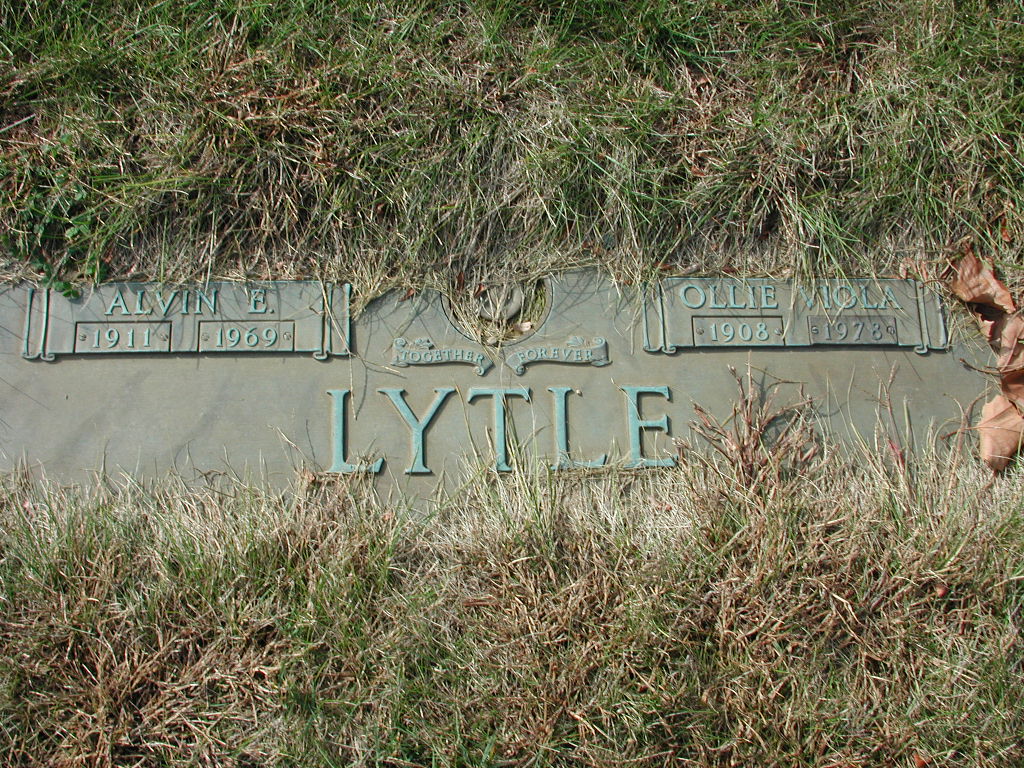 ALVIN E.
1911 1969
OLLIE VIOLA
1908 1978
TOGETHER FOREVER
LYTLE